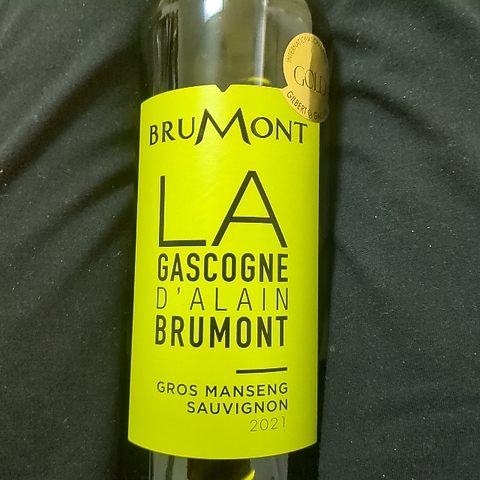 GOLD
BRUMONT
LA
GASCOGNE
D'ALAIN
BRUMONT
GROS MANSENG
SAUVIGNON
2021